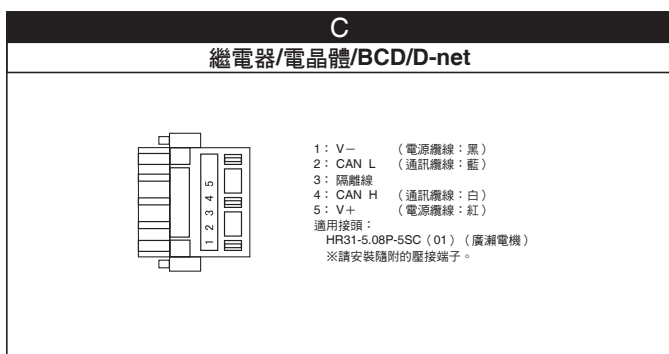 C
繼電器/電晶體/BCD/D-net
1 2 3 4 5
1：V－ （電源纜線：黑）
2：CAN L （通訊纜線：藍）
3：隔離線
4：CAN H （通訊纜線：白）
5：V+ （電源纜線：紅）
適用接頭：
HR31-5.08P-5SC（01）（廣瀨電機）
※請安裝隨附的壓接端子。